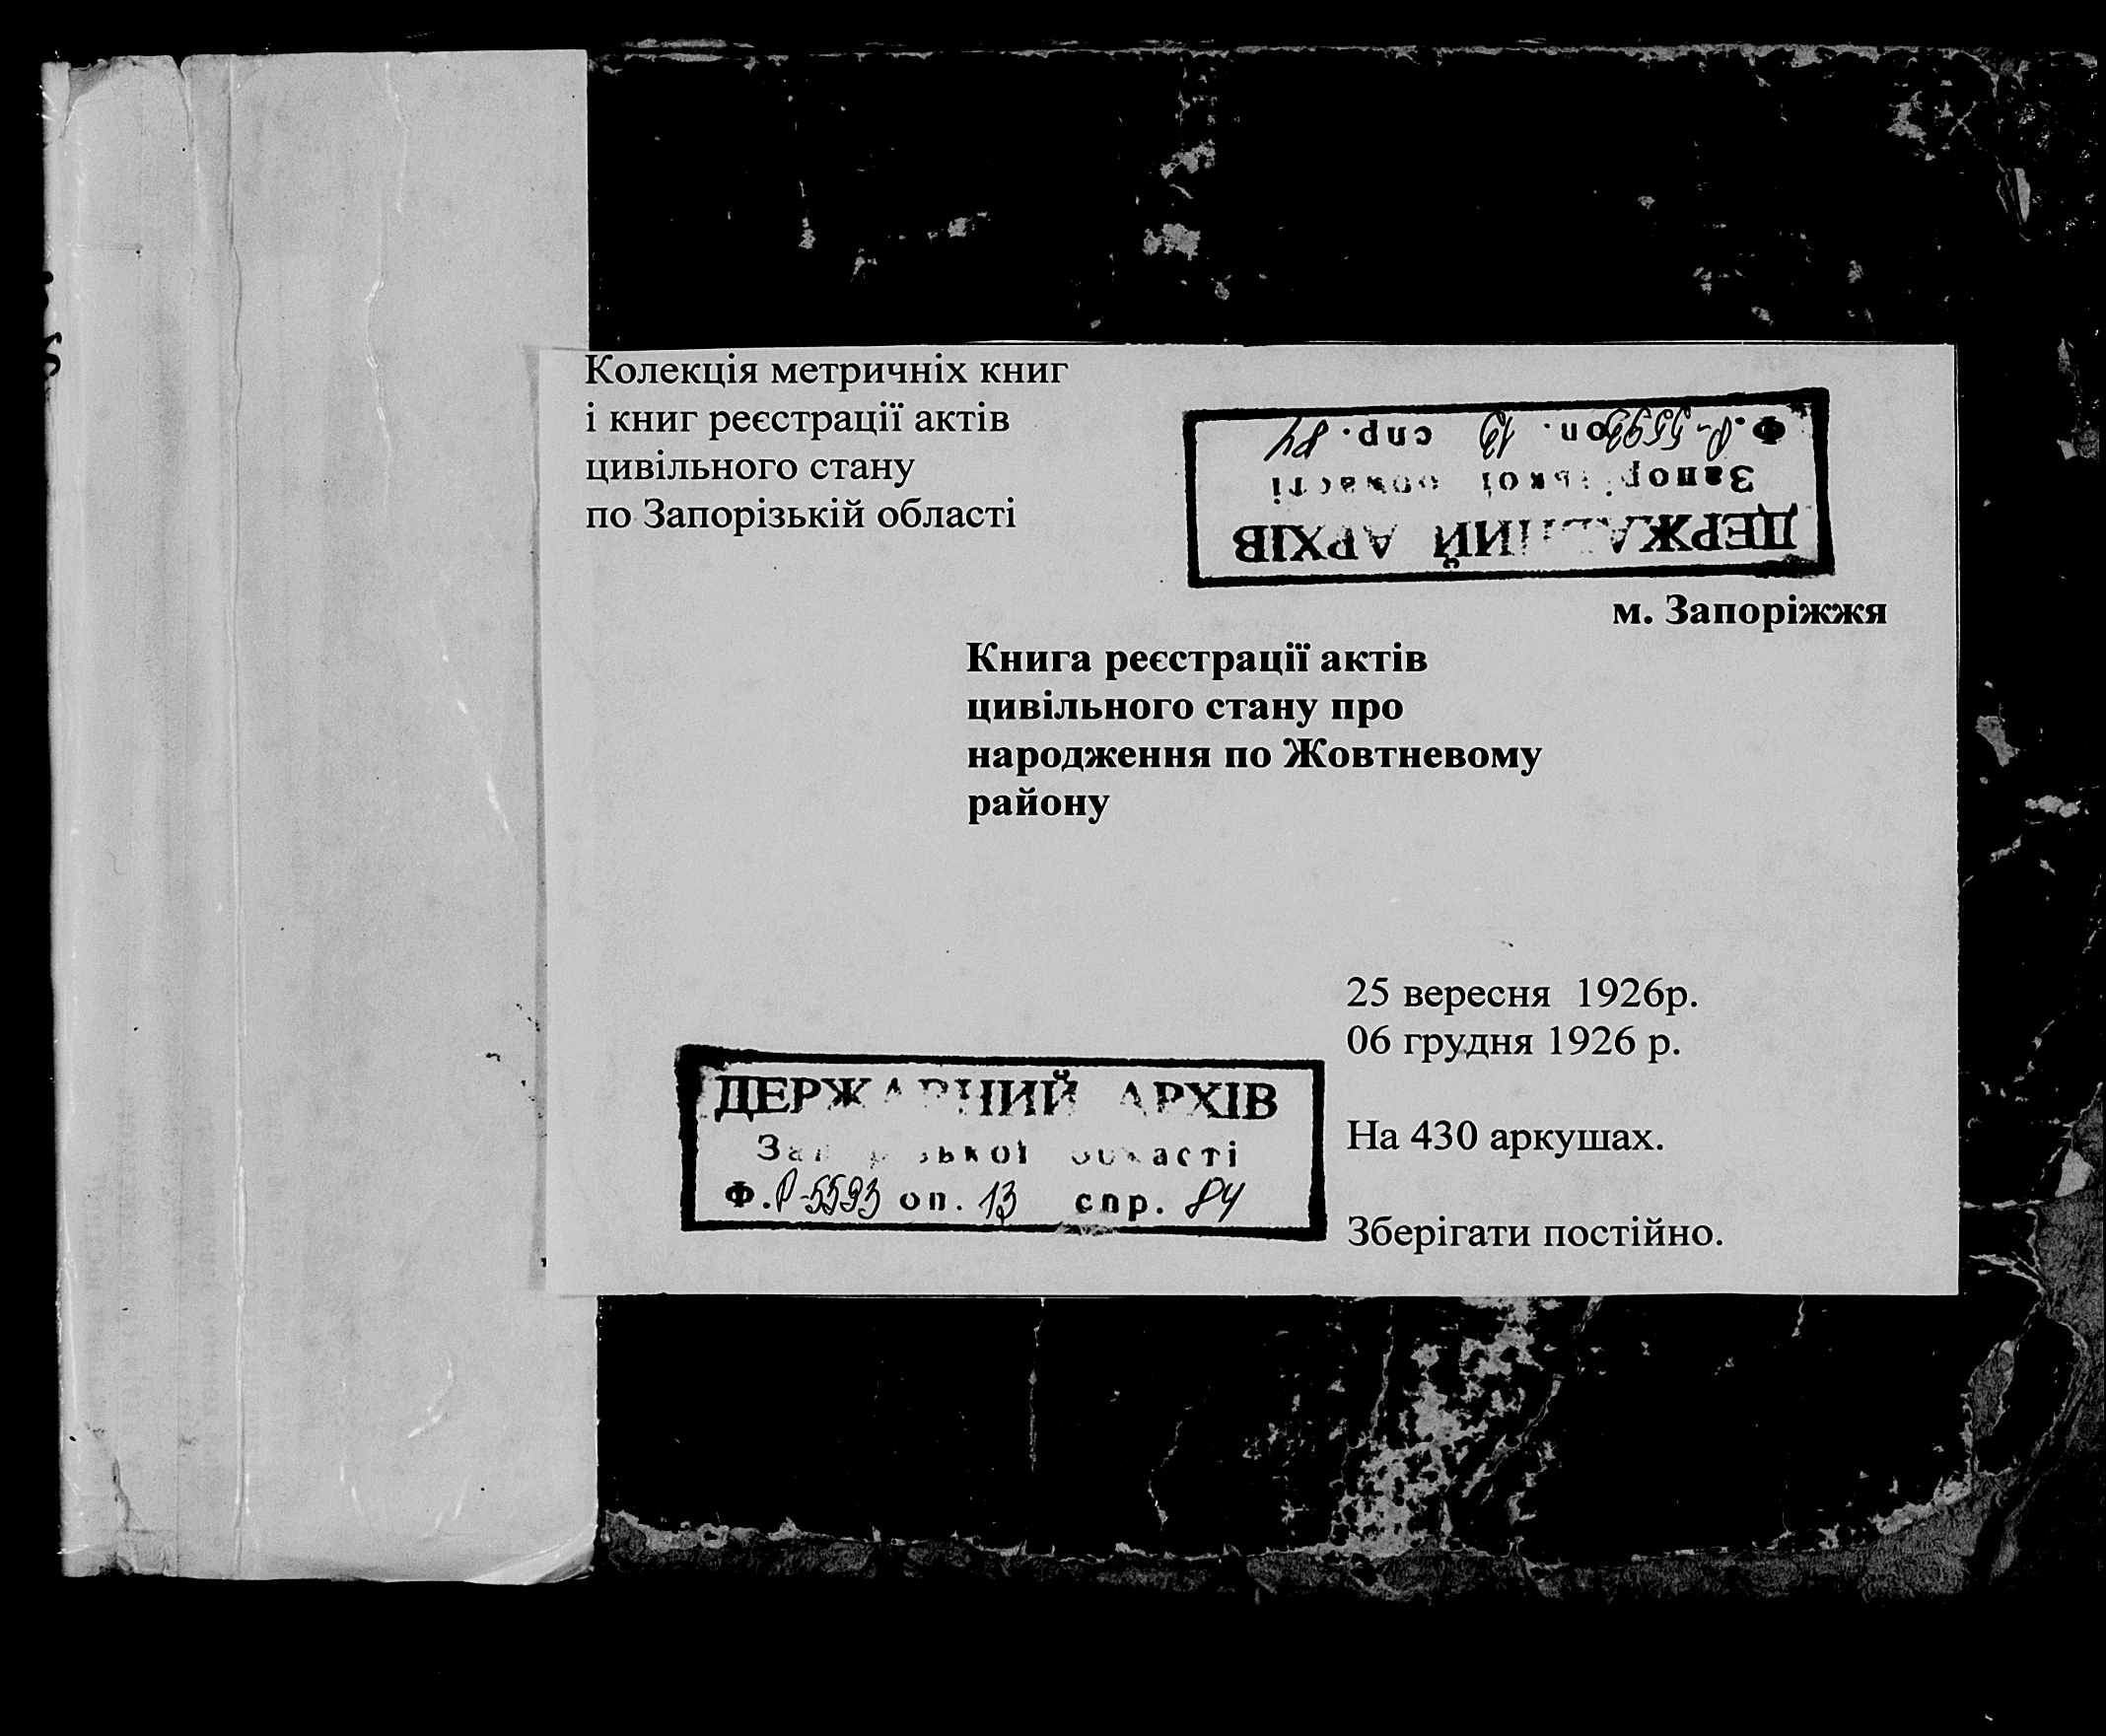 Колекція метричніх книг
і книг реєстрації актів
цивільного стану
по Запорізькій області
ДЕРЖАВНИЙ АРХІВ
Запорізької області
Ф. Р-5593 оп. 13 спр. 84
м. Запоріжжя
Книга реєстрації актів
цивільного стану про
народження по Жовтневому
району
25 вересня 1926р.
06 грудня 1926 р.
На 430 аркушах.
Зберігати постійно.
ДЕРЖАВНИЙ АРХІВ
Запорізької області
Ф. Р-5593 оп. 13 спр. 84